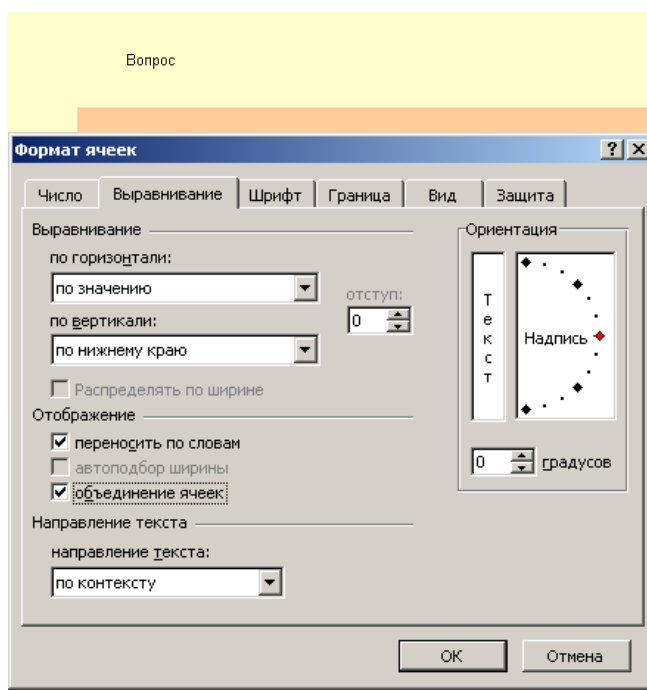 Вопрос
Формат ячеек
Число Выравнивание Шрифт Граница Вид Защита
Выравнивание
по горизонтали:
по значению
отступ:
0
по вертикали:
по нижнему краю
Распределять по ширине
Отображение
переносить по словам
автоподбор ширины
объединение ячеек
Направление текста
направление текста:
по контексту
Ориентация
Текст
Надпись
0 градусов
ОК Отмена